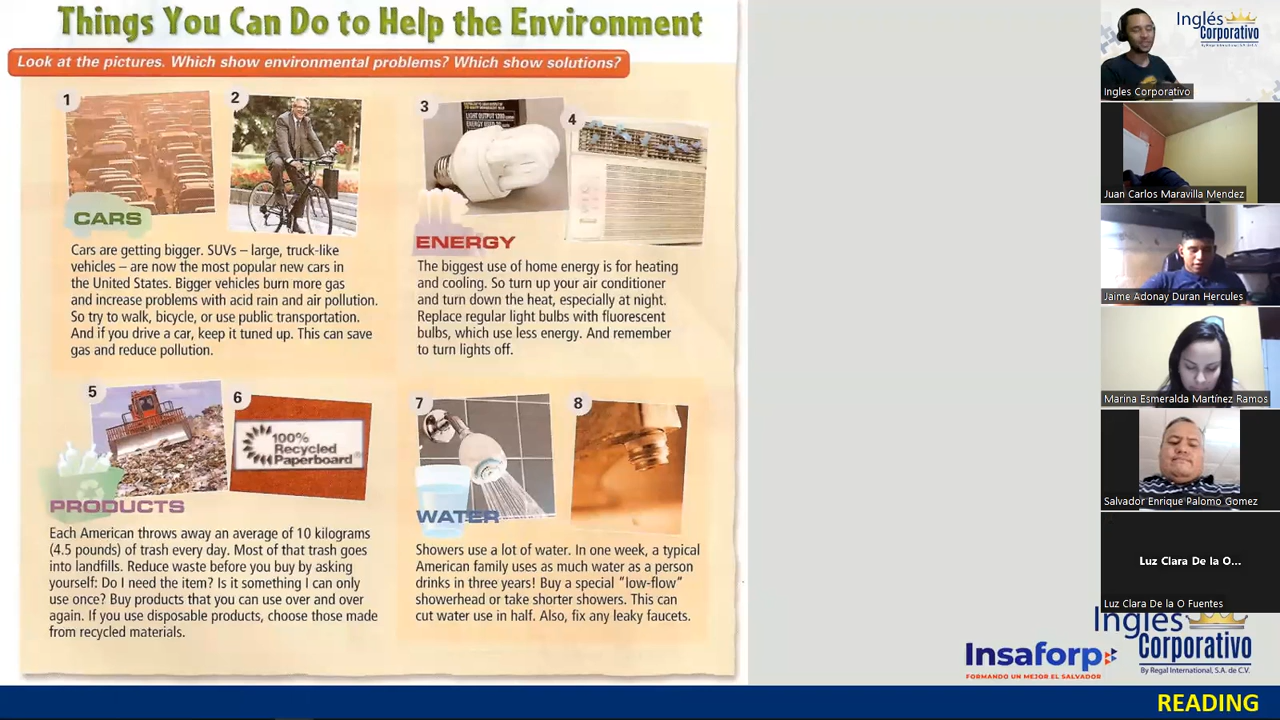 Things You Can Do to Help the Environment
Look at the pictures. Which show environmental problems? Which show solutions?
1
2
CARS
Cars are getting bigger. SUVs – large, truck-like
vehicles – are now the most popular new cars in
the United States. Bigger vehicles burn more gas
and increase problems with acid rain and air pollution.
So try to walk, bicycle, or use public transportation.
And if you drive a car, keep it tuned up. This can save
gas and reduce pollution.
3
4
LIGHT OUTPUT
ENERGY USED
ENERGY
The biggest use of home energy is for heating
and cooling. So turn up your air conditioner
and turn down the heat, especially at night.
Replace regular light bulbs with fluorescent
bulbs, which use less energy. And remember
to turn lights off.
5
6
100%
Recycled
Paperboard
PRODUCTS
Each American throws away an average of 10 kilograms
(4.5 pounds) of trash every day. Most of that trash goes
into landfills. Reduce waste before you buy by asking
yourself: Do I need the item? Is it something I can only
use once? Buy products that you can use over and over
again. If you use disposable products, choose those made
from recycled materials.
7
8
WATER
Showers use a lot of water. In one week, a typical
American family uses as much water as a person
drinks in three years! Buy a special "low-flow"
showerhead or take shorter showers. This can
cut water use in half. Also, fix any leaky faucets.
Inglés
Corporativo
By Regal International, S.A. de C.V.
Ingles Corporativo
Juan Carlos Maravilla Mendez
Jaime Adonay Duran Hercules
Marina Esmeralda Martínez Ramos
Salvador Enrique Palomo Gomez
Luz Clara De la O...
Luz Clara De la O Fuentes
Insaforp
FORMANDO UN MEJOR EL SALVADOR
Inglés
Corporativo
By Regal International, S.A. de C.V.
READING